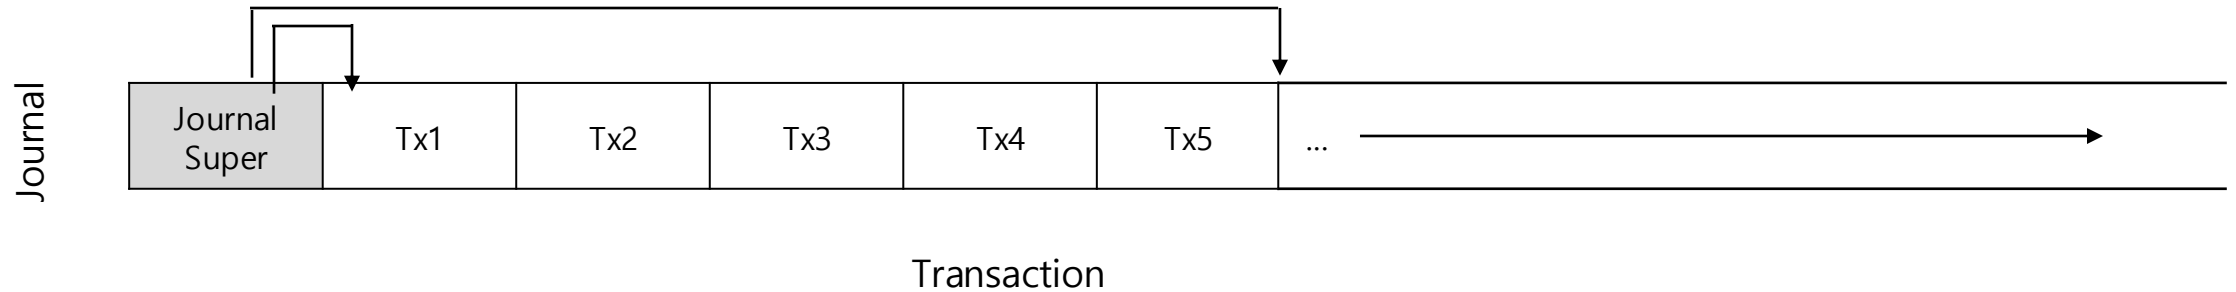 Journal
Journal
Super
Tx1
Tx2
Tx3
Tx4
Tx5
...
Transaction